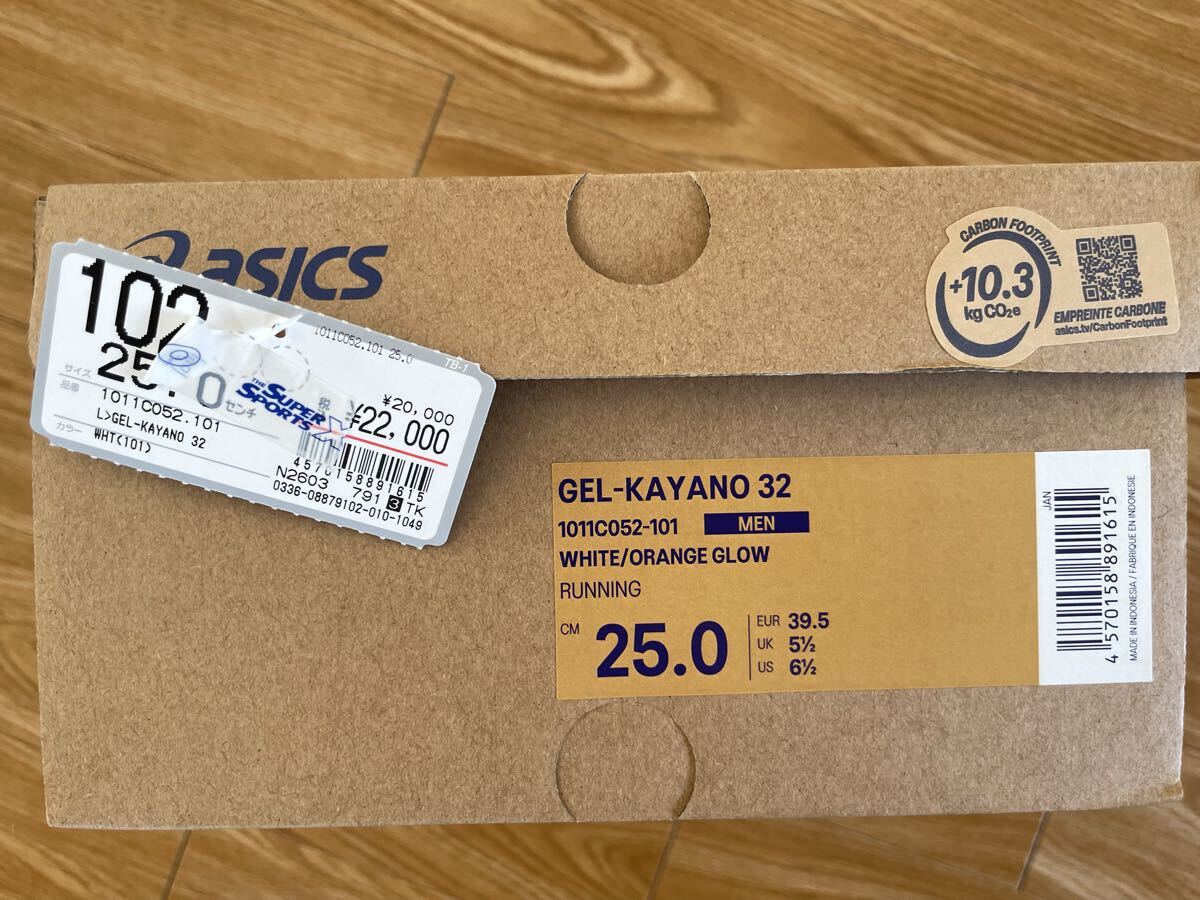 asics
102
サイズ 25.0 センチ
品番 1011C052.101
L>GEL-KAYANO 32
カラー WHT(101)
1011C052.101 25.0
TB-1
THE
SUPER
SPORTS
¥20,000
税
¥22,000
4570158891615
N2603 791 3 TK
0336-08879102-010-1049
CARBON FOOTPRINT
+10.3
kg CO₂e
EMPREINTE CARBONE
asics.tv/CarbonFootprint
GEL-KAYANO 32
1011C052-101 MEN
WHITE/ORANGE GLOW
RUNNING
CM 25.0
EUR 39.5
UK 5½
US 6½
JAN
4 570158 891615
MADE IN INDONESIA / FABRIQUE EN INDONESIE